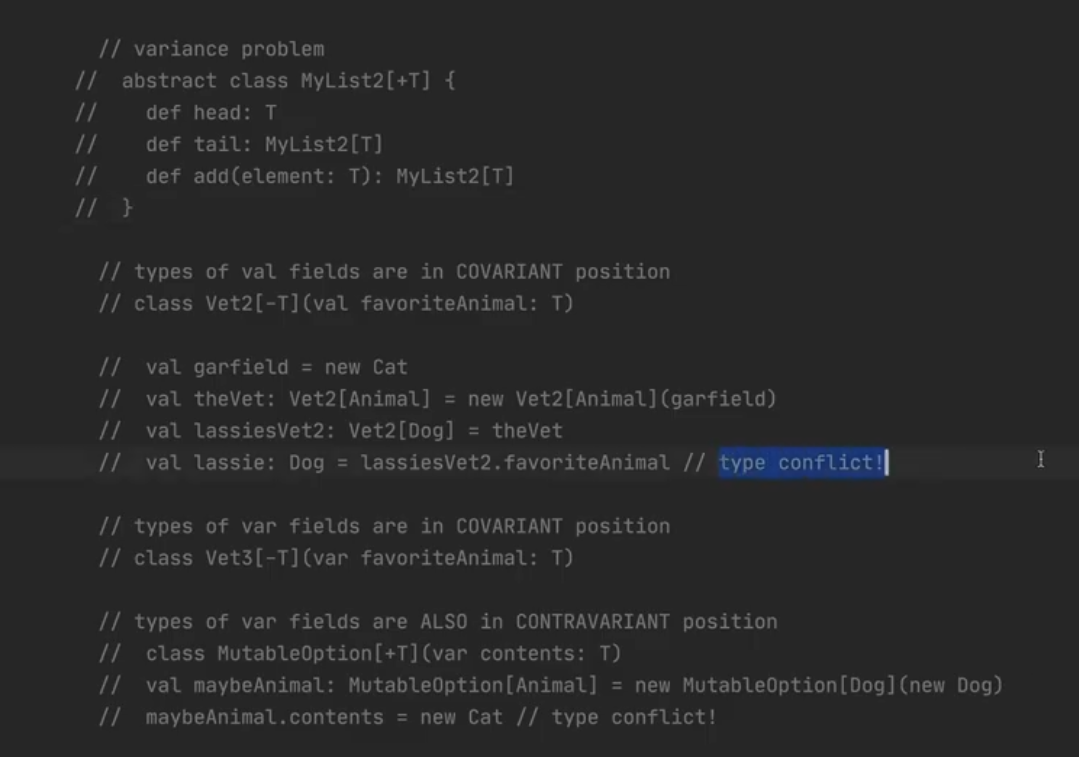 // variance problem
//  abstract class MyList2[+T] {
//    def head: T
//    def tail: MyList2[T]
//    def add(element: T): MyList2[T]
//  }
// types of val fields are in COVARIANT position
// class Vet2[-T](val favoriteAnimal: T)
//  val garfield = new Cat
//  val theVet: Vet2[Animal] = new Vet2[Animal](garfield)
//  val lassiesVet2: Vet2[Dog] = theVet
//  val lassie: Dog = lassiesVet2.favoriteAnimal // type conflict!
// types of var fields are in COVARIANT position
// class Vet3[-T](var favoriteAnimal: T)
// types of var fields are ALSO in CONTRAVARIANT position
//  class MutableOption[+T](var contents: T)
//  val maybeAnimal: MutableOption[Animal] = new MutableOption[Dog](new Dog)
//  maybeAnimal.contents = new Cat // type conflict!